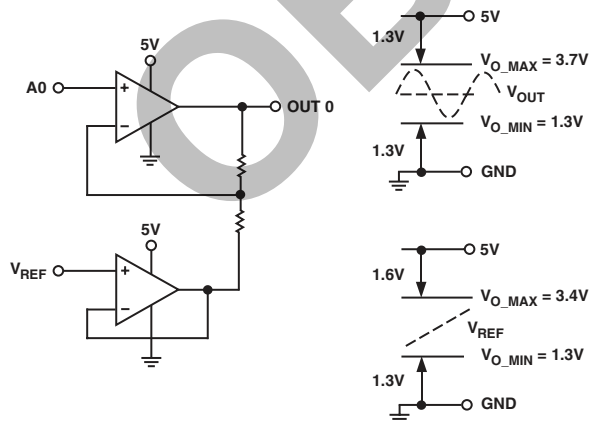 5V
A0
+
−
OUT 0
5V
1.3V
V_O_MAX = 3.7V
V_OUT
V_O_MIN = 1.3V
1.3V
GND
5V
V_REF
+
−
5V
1.6V
V_O_MAX = 3.4V
V_REF
V_O_MIN = 1.3V
1.3V
GND